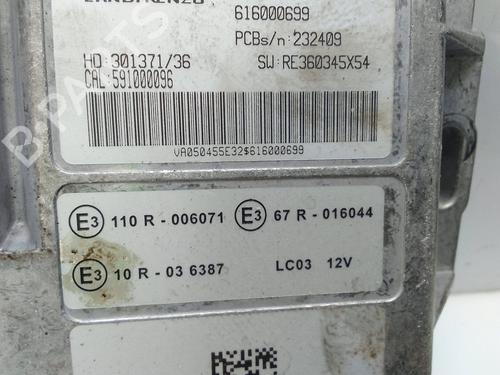 616000699
PCBs/n:232409
HD:301371/36 SW:RE360345X54
CAL:591000096
VA050455E32$616000699
E3 110 R - 006071 E3 67 R - 016044
E3 10 R - 03 6387 LC03 12V